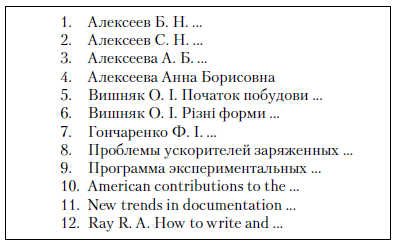 1. Алексеев Б. Н. ...
2. Алексеев С. Н. ...
3. Алексеева А. Б. ...
4. Алексеева Анна Борисовна
5. Вишняк О. І. Початок побудови ...
6. Вишняк О. І. Різні форми ...
7. Гончаренко Ф. І. ...
8. Проблемы ускорителей заряженных ...
9. Программа экспериментальных ...
10. American contributions to the ...
11. New trends in documentation ...
12. Ray R. A. How to write and ...